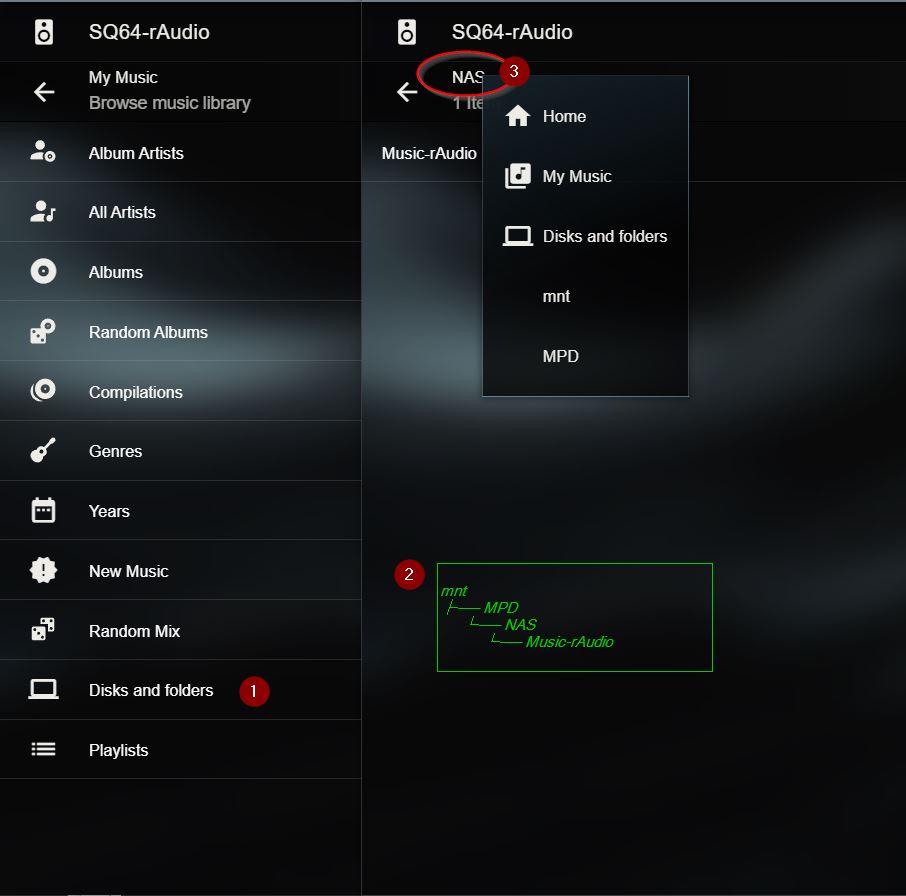 SQ64-rAudio
My Music
Browse music library
Album Artists
All Artists
Albums
Random Albums
Compilations
Genres
Years
New Music
Random Mix
Disks and folders 1
Playlists
SQ64-rAudio
NAS 3
1 Ite
Music-rAudio
Home
My Music
Disks and folders
mnt
MPD
2
mnt
MPD
NAS
Music-rAudio